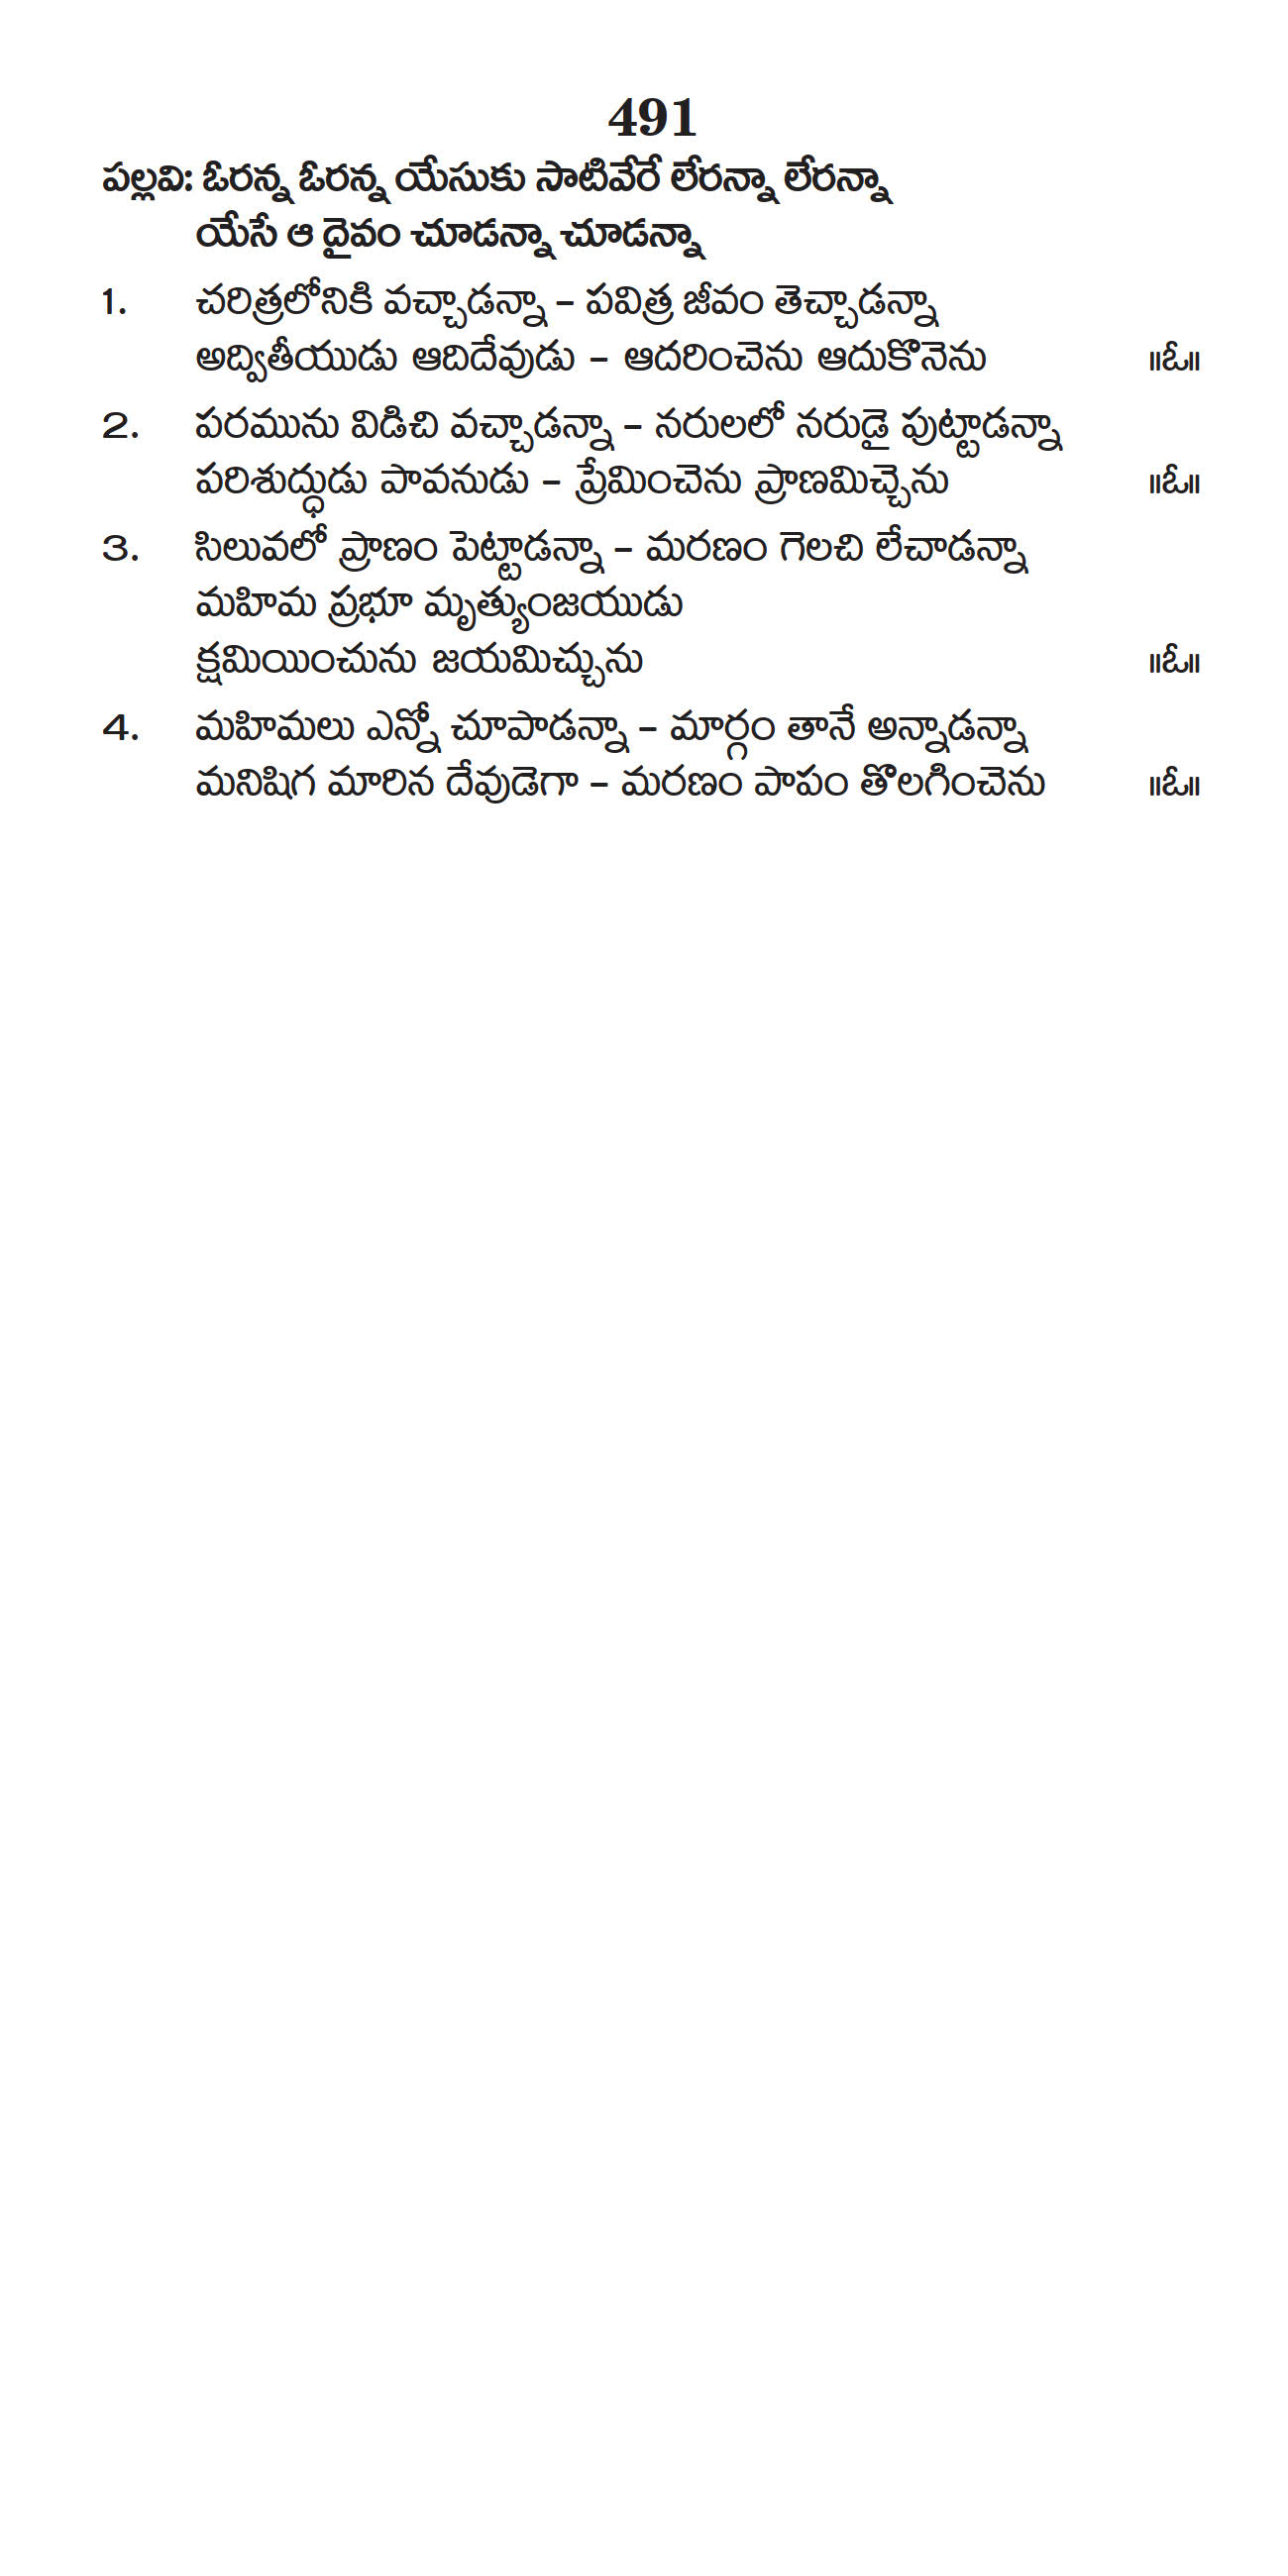 491
పల్లవి: ఓరన్న ఓరన్న యేసుకు సాటివేరే లేరన్నా లేరన్నా
యేసే ఆ దైవం చూడన్నా చూడన్నా
1. చరిత్రలోనికి వచ్చాడన్నా – పవిత్ర జీవం తెచ్చాడన్నా
అద్వితీయుడు ఆదిదేవుడు – ఆదరించెను ఆదుకొనెను ॥ఓ॥
2. పరమును విడిచి వచ్చాడన్నా – నరులలో నరుడై పుట్టాడన్నా
పరిశుద్ధుడు పావనుడు – ప్రేమించెను ప్రాణమిచ్చెను ॥ఓ॥
3. సిలువలో ప్రాణం పెట్టాడన్నా – మరణం గెలచి లేచాడన్నా
మహిమ ప్రభూ మృత్యుంజయుడు
క్షమియించును జయమిచ్చును ॥ఓ॥
4. మహిమలు ఎన్నో చూపాడన్నా – మార్గం తానే అన్నాడన్నా
మనిషిగ మారిన దేవుడెగా – మరణం పాపం తొలగించెను ॥ఓ॥